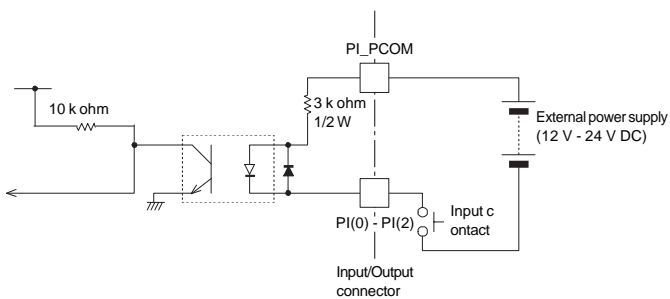 PI_PCOM
10 k ohm
3 k ohm
1/2 W
External power supply
(12 V - 24 V DC)
PI(0) - PI(2)
Input c
ontact
Input/Output
connector